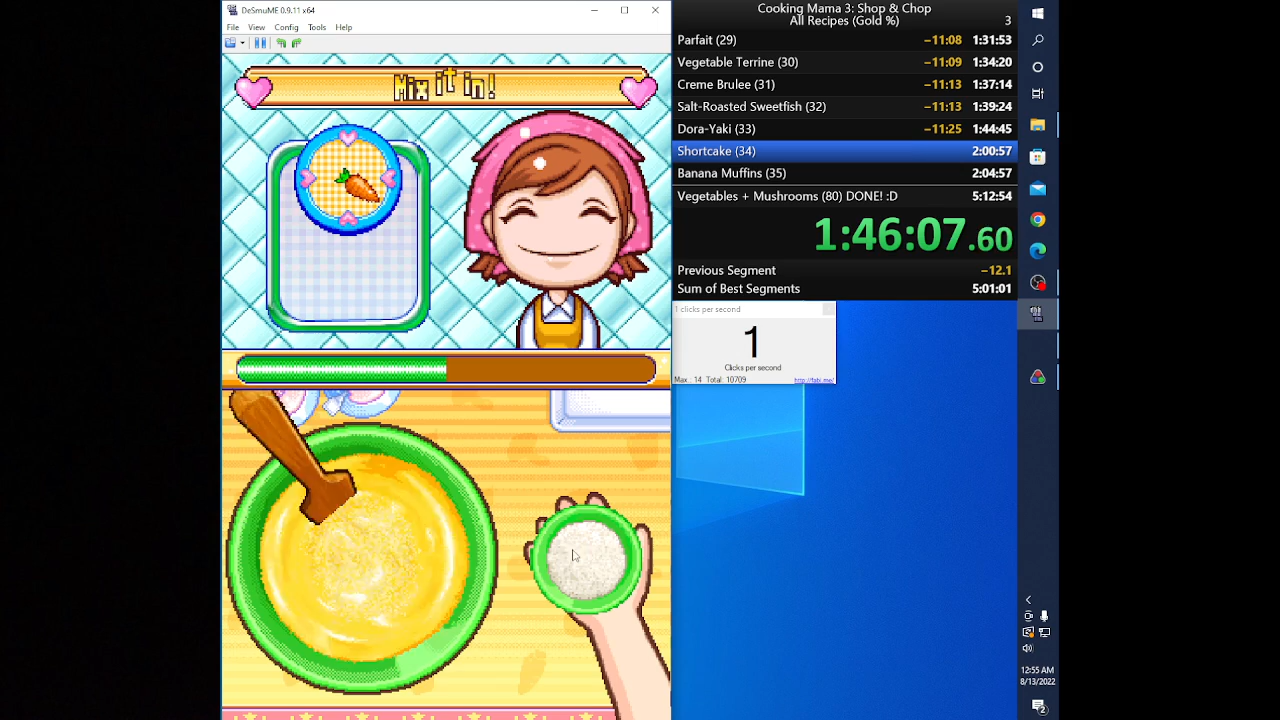 DeSmuME 0.9.11 x64
File View Config Tools Help
Mix it in!
Cooking Mama 3: Shop & Chop
All Recipes (Gold %) 3
Parfait (29) −11:08 1:31:53
Vegetable Terrine (30) −11:09 1:34:20
Creme Brulee (31) −11:13 1:37:14
Salt-Roasted Sweetfish (32) −11:13 1:39:24
Dora-Yaki (33) −11:25 1:44:45
Shortcake (34) 2:00:57
Banana Muffins (35) 2:04:57
Vegetables + Mushrooms (80) DONE! :D 5:12:54
1:46:07.60
Previous Segment −12.1
Sum of Best Segments 5:01:01
1 clicks per second
1
Clicks per second
Max : 14 Total: 10709 http://fabi.me/
12:55 AM
8/13/2022
2